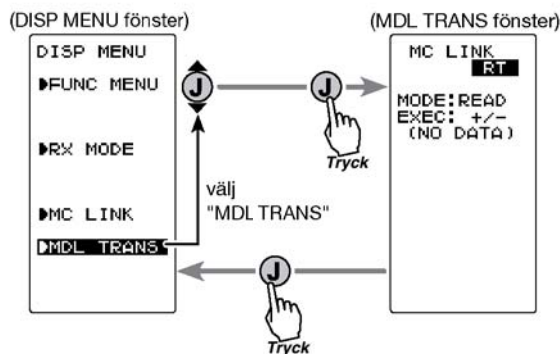 (DISP MENU fönster)
DISP MENU
▶FUNC MENU
▶RX MODE
▶MC LINK
▶MDL TRANS
J
välj
"MDL TRANS"
J
Tryck
J
Tryck
(MDL TRANS fönster)
MC LINK
RT
MODE:READ
EXEC: +/-
(NO DATA)